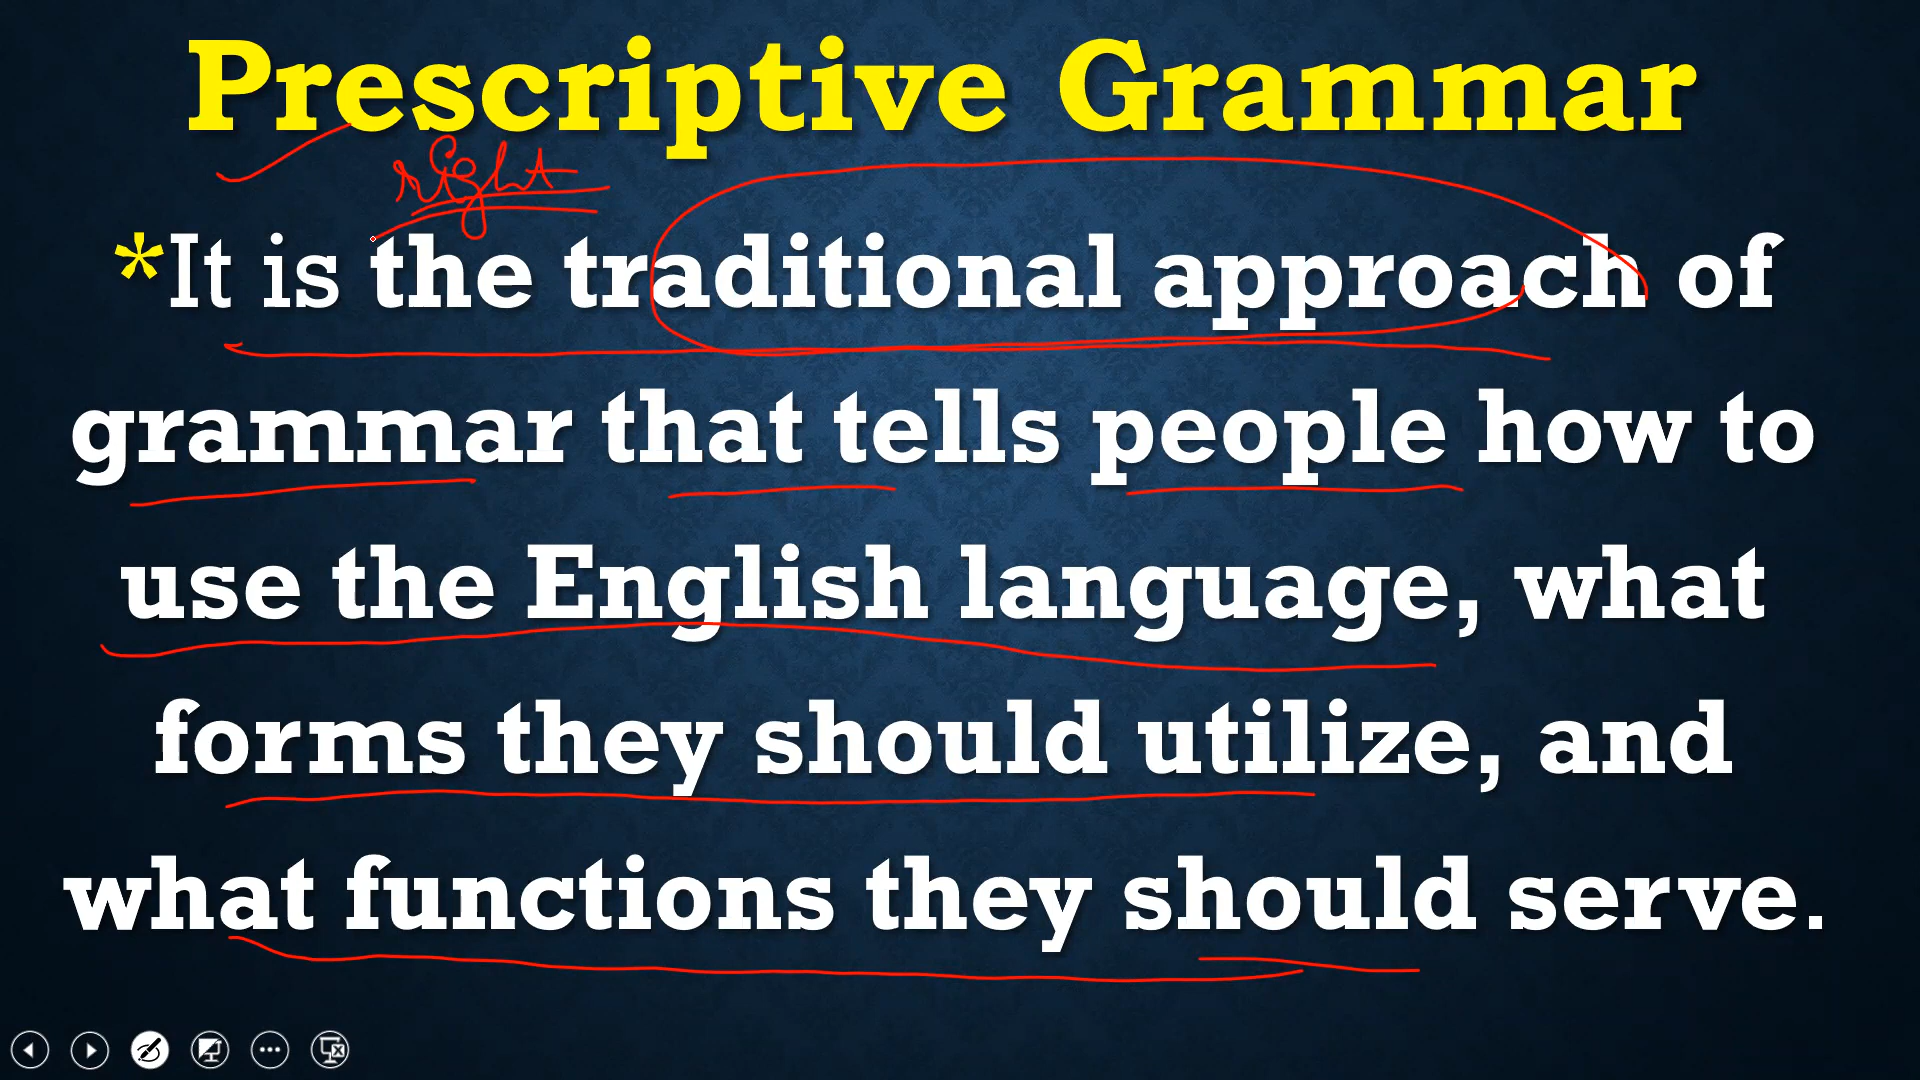 Prescriptive Grammar
right
*It is the traditional approach of
grammar that tells people how to
use the English language, what
forms they should utilize, and
what functions they should serve.